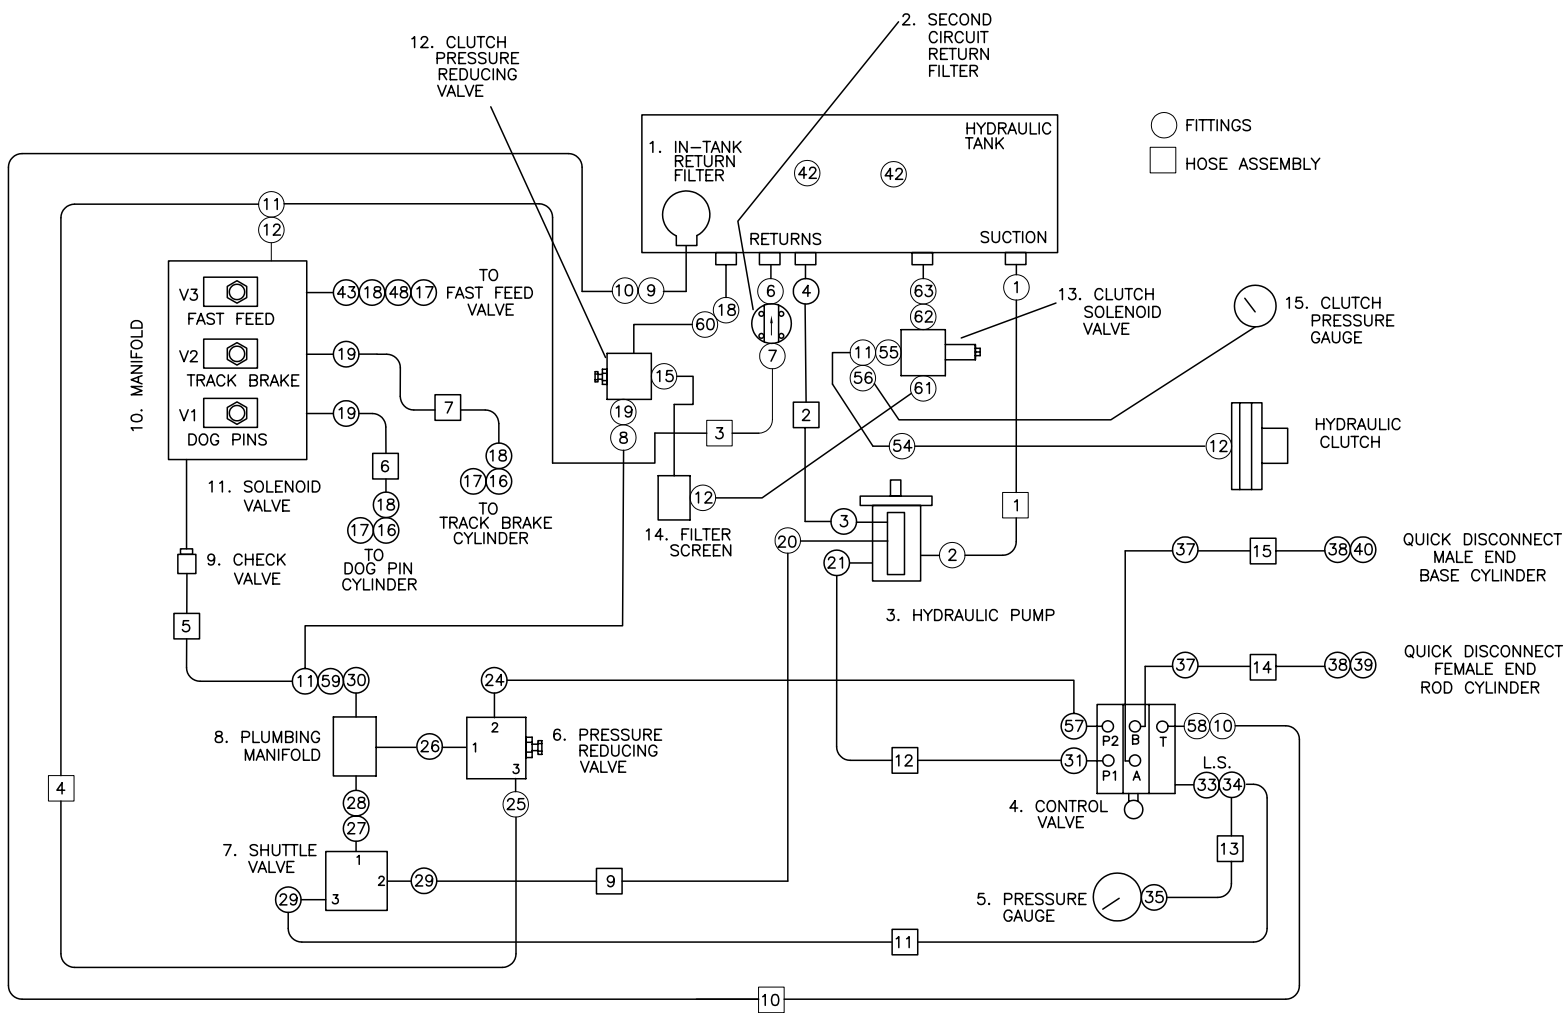 2. SECOND
CIRCUIT
RETURN
FILTER
12. CLUTCH
PRESSURE
REDUCING
VALVE
HYDRAULIC
TANK
1. IN-TANK
RETURN
FILTER
42
42
RETURNS
SUCTION
FITTINGS
HOSE ASSEMBLY
11
12
V3
FAST FEED
V2
TRACK BRAKE
V1
DOG PINS
10. MANIFOLD
11. SOLENOID
VALVE
43 18 48 17
TO
FAST FEED
VALVE
19
7
18
17 16
TO
TRACK BRAKE
CYLINDER
19
6
18
17 16
TO
DOG PIN
CYLINDER
10 9
18
60
6
7
4
63
62
1
13. CLUTCH
SOLENOID
VALVE
15. CLUTCH
PRESSURE
GAUGE
11 55
56
61
15
19
8
3
2
54
12
HYDRAULIC
CLUTCH
12
14. FILTER
SCREEN
1
3
20
21
2
3. HYDRAULIC PUMP
9. CHECK
VALVE
5
11 59 30
37
15
38 40
QUICK DISCONNECT
MALE END
BASE CYLINDER
37
14
38 39
QUICK DISCONNECT
FEMALE END
ROD CYLINDER
24
8. PLUMBING
MANIFOLD
26
2
1
3
6. PRESSURE
REDUCING
VALVE
25
57
P2
B
T
58 10
31
P1
A
12
L.S.
33 34
4. CONTROL
VALVE
4
28
27
7. SHUTTLE
VALVE
1
2
3
29
29
9
13
5. PRESSURE
GAUGE
35
11
10